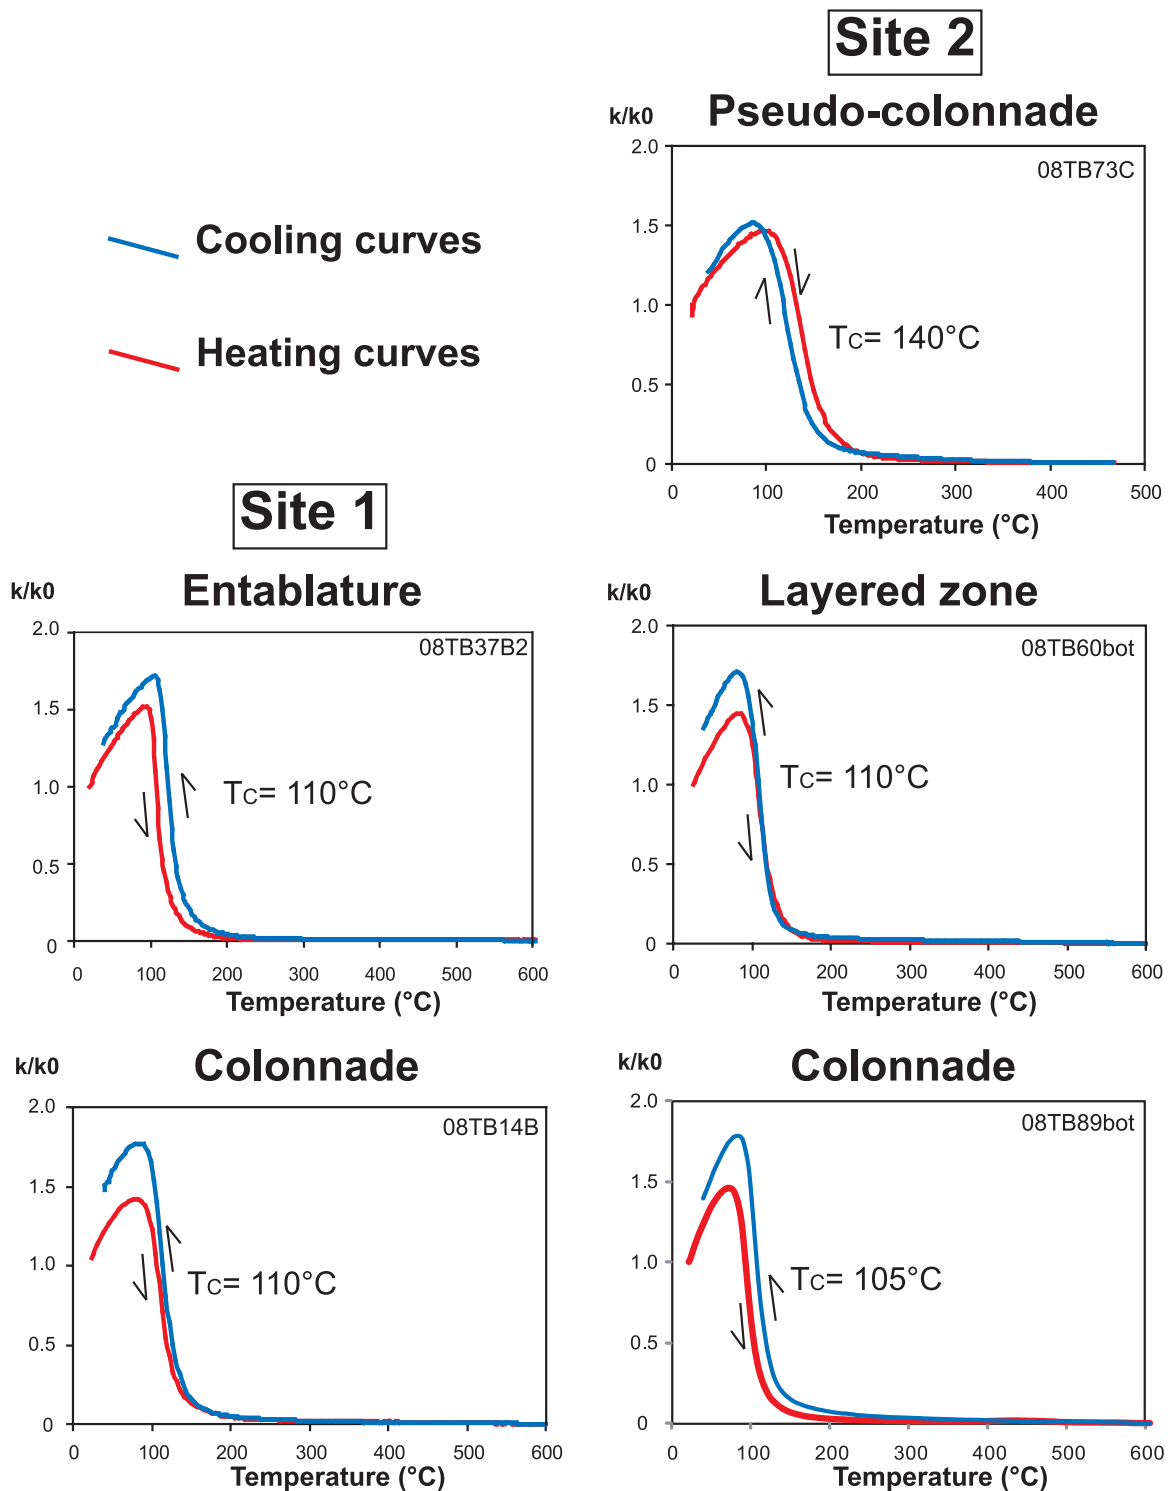 Site 2
Pseudo-colonnade
k/k0
2.0
08TB73C
1.5
1.0
0.5
0
TC= 140°C
0 100 200 300 400 500
Temperature (°C)
Cooling curves
Heating curves
Site 1
Entablature
k/k0
2.0
08TB37B2
1.5
1.0
0.5
0
TC= 110°C
0 100 200 300 400 500 600
Temperature (°C)
Layered zone
k/k0
2.0
08TB60bot
1.5
1.0
0.5
0
TC= 110°C
0 100 200 300 400 500 600
Temperature (°C)
Colonnade
k/k0
2.0
08TB14B
1.5
1.0
0.5
0
TC= 110°C
0 100 200 300 400 500 600
Temperature (°C)
Colonnade
k/k0
2.0
08TB89bot
1.5
1.0
0.5
0
TC= 105°C
0 100 200 300 400 500 600
Temperature (°C)